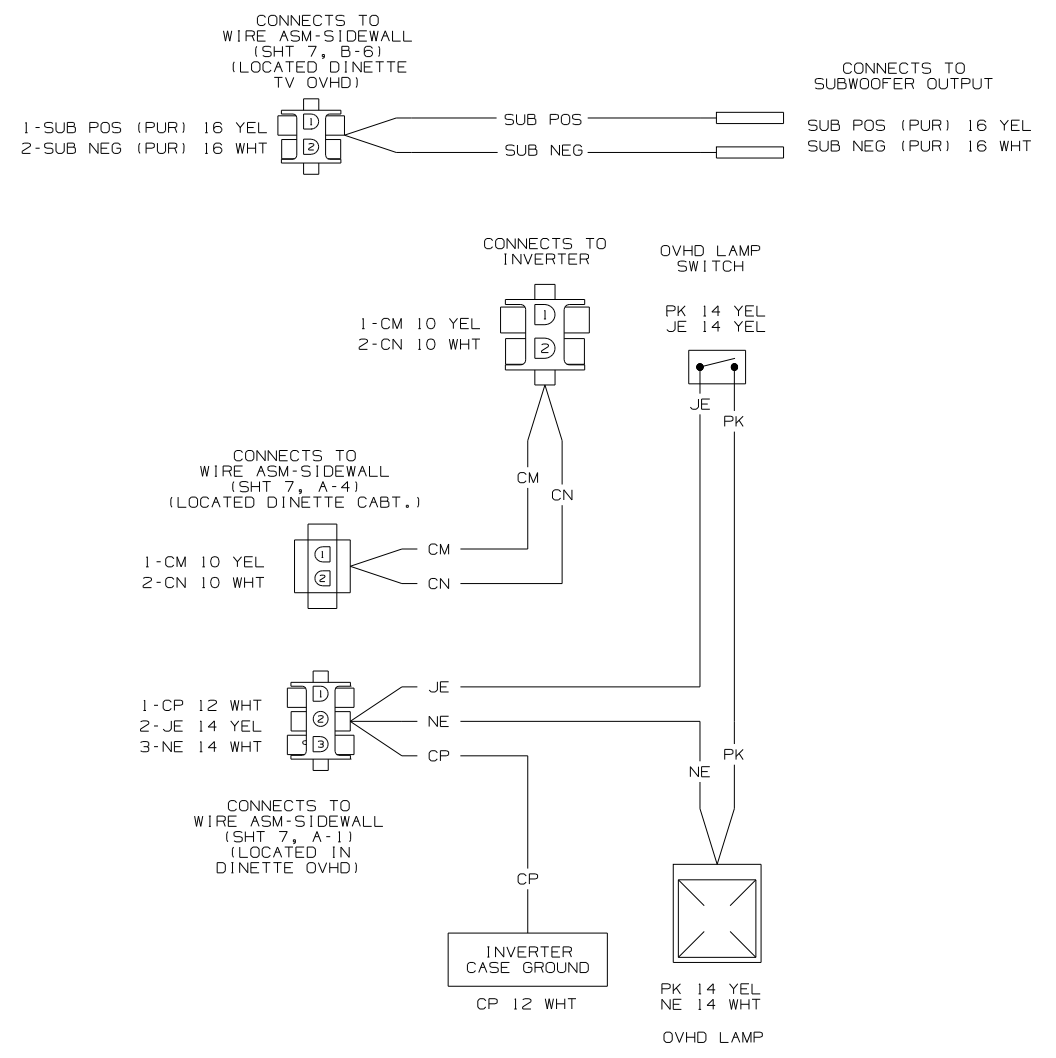 CONNECTS TO
WIRE ASM-SIDEWALL
(SHT 7, B-6)
(LOCATED DINETTE
TV OVHD)
1-SUB POS (PUR) 16 YEL
2-SUB NEG (PUR) 16 WHT
1
2
SUB POS
SUB NEG
CONNECTS TO
SUBWOOFER OUTPUT
SUB POS (PUR) 16 YEL
SUB NEG (PUR) 16 WHT
CONNECTS TO
INVERTER
1-CM 10 YEL
2-CN 10 WHT
1
2
OVHD LAMP
SWITCH
PK 14 YEL
JE 14 YEL
JE
PK
CM
CN
CONNECTS TO
WIRE ASM-SIDEWALL
(SHT 7, A-4)
(LOCATED DINETTE CABT.)
1-CM 10 YEL
2-CN 10 WHT
1
2
CM
CN
1-CP 12 WHT
2-JE 14 YEL
3-NE 14 WHT
1
2
3
JE
NE
CP
CONNECTS TO
WIRE ASM-SIDEWALL
(SHT 7, A-1)
(LOCATED IN
DINETTE OVHD)
PK
NE
CP
INVERTER
CASE GROUND
CP 12 WHT
PK 14 YEL
NE 14 WHT
OVHD LAMP